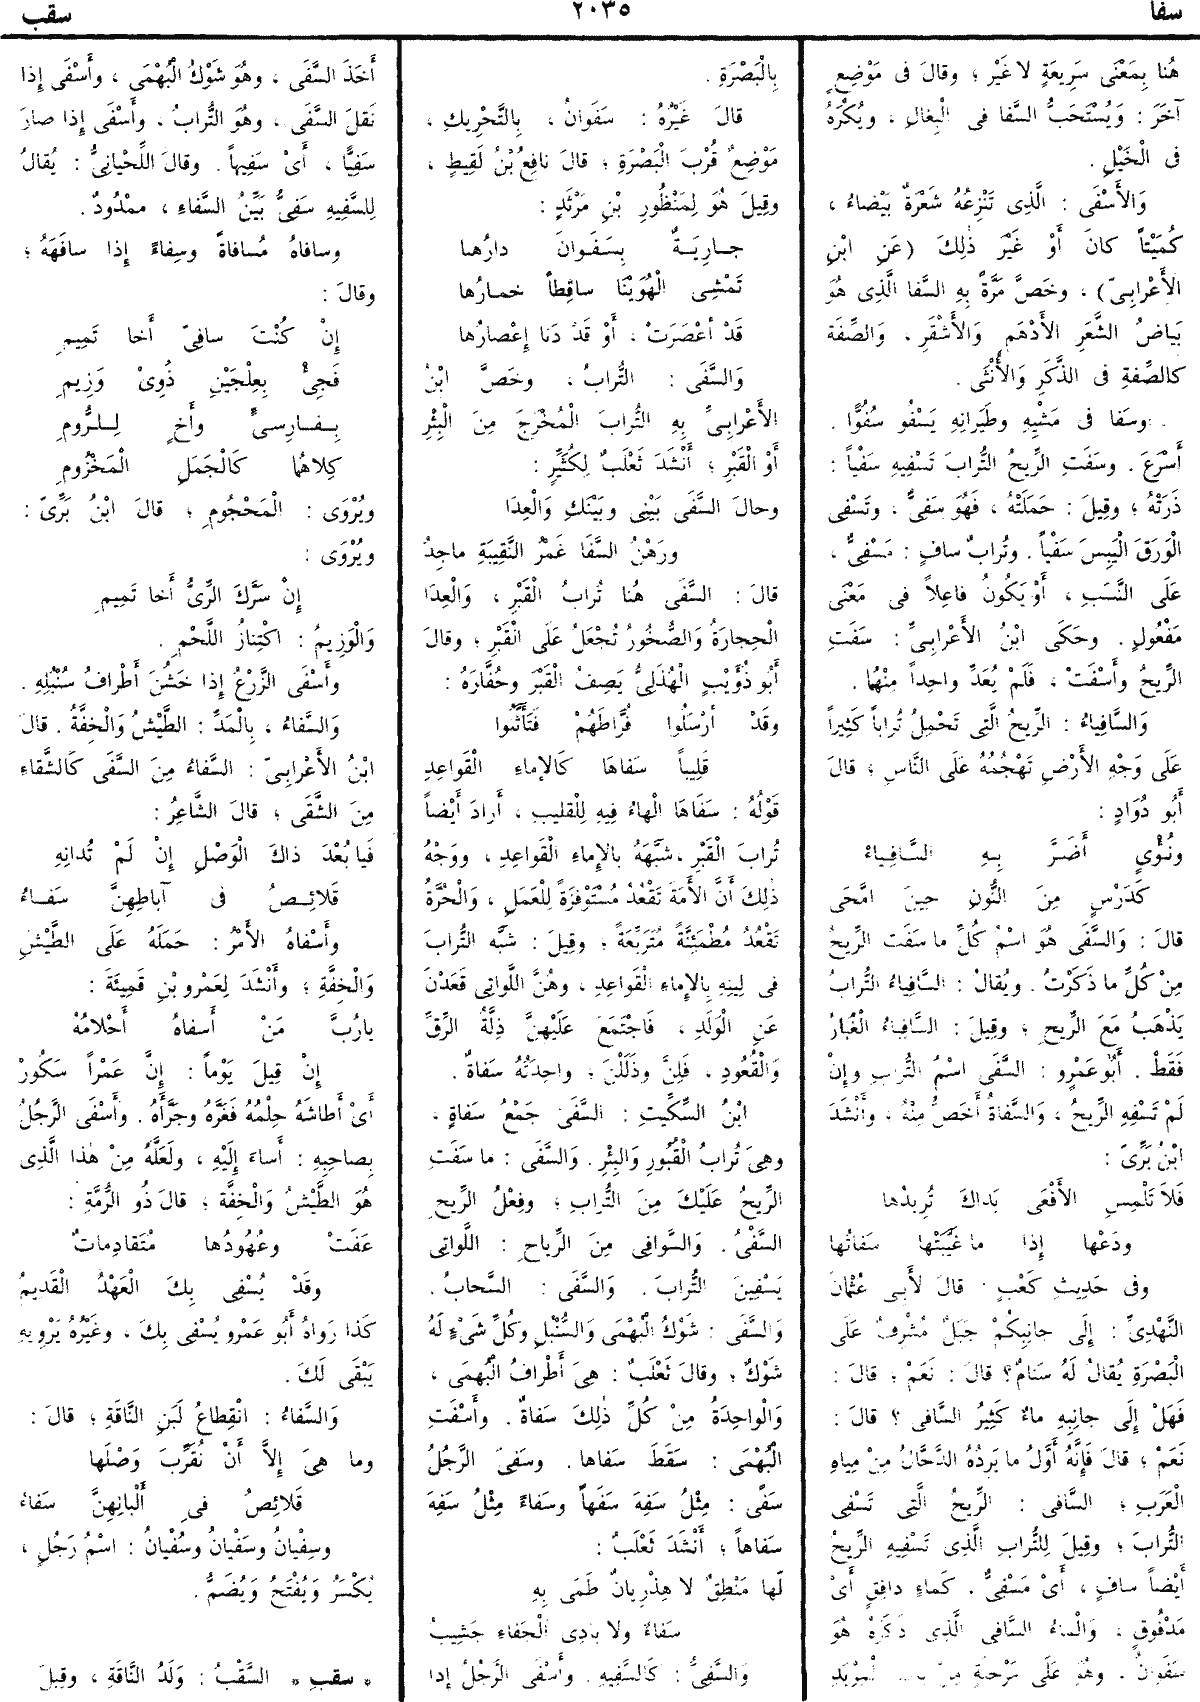 سفا
٢٠٣٥
سقب
هُنا بِمَعْنَى سَرِيعَةٍ لا غَيْر ؛ وقالَ فى مَوْضِعٍ
آخَرَ : وَيُسْتَحَبُّ السَّفا فى الْبِغالِ ، ويُكْرَهُ
فى الْخَيْلِ .
وَالأَسْفَى : الَّذِى تَنْزِعُهُ شَعْرَةٌ بَيْضاءُ ،
كُمَيْتاً كانَ أَوْ غَيْرَ ذٰلِكَ (عَنِ ابْنِ
الأَعْرابِىّ) ، وخَصَّ مَرَّةً بِهِ السَّفا الَّذِى هُوَ
بَياضُ الشَّعَرِ الأَدْهَمِ وَالأَشْقَرِ ، وَالصِّفَة
كالصِّفةِ فى الذَّكَرِ وَالأُنْثَى .
وسَفا فى مَشْيِهِ وطَيَرانِهِ يَسْفُو سُفُوًّا .
أَسْرَعَ . وسَفَتِ الرِّيحُ التُّرابَ تَسْفِيهِ سَفْياً :
ذَرَتْهُ ؛ وقِيلَ : حَمَلَتْهُ ، فَهُوَ سَفِىٌّ ، وتَسْفِى
الْوَرَقَ الْيَبِسَ سَفْياً . وتُرابٌ سافٍ : مَسْفِىٌّ ،
عَلَى النَّسَبِ ، أَوْ يَكُونُ فاعِلاً فى مَعْنَى
مَفْعُولٍ . وحَكَى ابْنُ الأَعْرابِىِّ : سَفَتِ
الرِّيحُ وأَسْفَتْ ، فَلَمْ يُعَدِّ واحِداً مِنْهُما .
وَالسَّافِياءُ : الرِّيحُ الَّتِى تَحْمِلُ تُراباً كَثِيراً
عَلَى وَجْهِ الأَرْضِ تَهْجُمُهُ عَلَى النَّاسِ ؛ قالَ
أَبُو دُوَادٍ :
ونُؤْىٍ أَضَرَّ بِهِ السَّافِياءْ
كَدَرْسٍ مِنَ النُّونِ حِينَ امَّحَى
قالَ : وَالسَّفَى هُوَ اسْمُ كُلِّ ما سَفَت الرِّيحُ
مِنْ كُلِّ ما ذَكَرْتُ . ويُقالُ : السَّافِياءُ التُّرابُ
يَذْهَبُ مَعَ الرِّيحِ ؛ وقِيلَ : السَّافِياءُ الْغُبارُ
فَقَطْ . أَبُو عَمْرٍو : السَّفَى اسْمُ التُّرابِ وإِنْ
لَمْ تَسْفِهِ الرِّيحُ ، وَالسَّفاةُ أَخَصُّ مِنْهُ ، وأَنْشَدَ
ابْنُ بَرِّىّ :
فَلاَ تَلْمِسِ الأَفْعَى يَداكَ تُرِيدُها
ودَعْها إِذا ما غَيَّبَتْها سَفاتُها
وفى حَدِيثِ كَعْبٍ : قالَ لأَبِى عُثْمانَ
النَّهْدِىِّ : إِلَى جانِبِكُمْ جَبَلٌ مُشْرِفٌ عَلَى
الْبَصْرَةِ يُقالُ لَهُ سَنامٌ ؟ قالَ : نَعَمْ ؛ قالَ :
فَهَلْ إِلَى جانِبِهِ ماءٌ كَثِيرُ السَّافِى ؟ قالَ :
نَعَمْ ؛ قالَ فَإِنَّهُ أَوَّلُ ما يَرِدُهُ الدَّجَّالُ مِنْ مِياهِ
الْعَرَبِ ؛ السَّافِى : الرِّيحُ الَّتِى تَسْفِى
التُّرابَ ؛ وقِيلَ لِلتُّرابِ الَّذِى تَسْفِيهِ الرِّيحُ
أَيْضاً سافٍ ، أَىْ مَسْفِىٌّ . كَماءٍ دافِقٍ أَىْ
مَدْفُوقٍ ، وَالْماءُ السَّافِى الَّذِى ذَكَرَهُ هُوَ
سَفَوانُ . وهُوَ عَلَى مَرْحَلَةٍ مِنْ بابِ الْمِرْبَدِ
بِالْبَصْرَةِ .
قالَ غَيْرُهُ : سَفَوانُ ، بِالتَّحْرِيكِ ،
مَوْضِعٌ قُرْبَ الْبَصْرَةِ ؛ قالَ نافِعُ بْنُ لَقِيطٍ ،
وقِيلَ هُوَ لِمَنْظُورِ بْنِ مَرْثَدٍ :
جارِيَةٌ بِسَفَوانَ دارُها
تَمْشِى الْهُوَيْنَا ساقِطاً خمارُها
قَدْ أَعْصَرَتْ ، أَوْ قَدْ دَنا إِعْصارُها
وَالسَّفَى : التُّرابُ ، وخَصَّ ابْنُ
الأَعْرابِىِّ بِهِ التُّرابَ الْمُخْرَجَ مِنَ الْبِئْرِ
أَوِ الْقَبْرِ ؛ أَنْشَدَ ثَعْلَبٌ لِكُثَيِّرٍ :
وحالَ السَّفَى بَيْنِى وبَيْنَكِ وَالْعِدَا
ورَهْنُ السَّفَا غَمْرُ النَّقِيبَةِ ماجِدُ
قالَ : السَّفَى هُنا تُرابُ الْقَبْرِ ، وَالْعِدَا
الْحِجارَةُ وَالصُّخُورُ تُجْعَلُ عَلَى الْقَبْرِ ؛ وقالَ
أَبُو ذُؤَيْبٍ الْهُذَلِىُّ يَصِفُ الْقَبْرَ وحُفَّارَهُ :
وقَدْ أَرْسَلُوا فُرَّاطَهُمْ فَتَأَثَّلُوا
قَلِيباً سَفاهَا كَالإِماءِ الْقَواعِدِ
قَوْلُهُ : سَفَاهَا الْهاءُ فِيهِ لِلْقليبِ ، أَرادَ أَيْضاً
تُرابَ الْقَبْرِ ، شَبَّهَهُ بالإِماءِ الْقَواعِدِ ، ووَجْهُ
ذٰلِكَ أَنَّ الأَمَةَ تَقْعُدُ مُسْتَوْفِزَةً لِلْعَمَلِ ، وَالْحُرَّةُ
تَقْعُدُ مُطْمَئِنَّةً مُتَرَبِّعَةً ؛ وقِيلَ : شَبَّه التُّرابَ
فى لِينِهِ بِالإِماءِ الْقَواعِدِ ، وهُنَّ اللَّواتِى قَعَدْنَ
عَنِ الْوَلَدِ ، فَاجْتَمَعَ عَلَيْهِنَّ ذِلَّةُ الرِّقِّ
وَالْقُعُودِ ، فَلِنَّ وذَلَلْنَ ؛ واحِدَتُهُ سَفاةٌ .
ابْنُ السِّكِّيتِ : السَّفَى جَمْعُ سَفاةٍ ،
وهِىَ تُرابُ الْقُبُورِ وَالبِئْرِ . وَالسَّفَى : ما سَفَتِ
الرِّيحُ عَلَيْكَ مِنَ التُّرابِ ؛ وفِعْلُ الرِّيحِ
السَّفْىُ . وَالسَّوافِى مِنَ الرِّياحِ : اللَّواتِى
يَسْفِينَ التُّرابَ . وَالسَّفَى : السَّحابُ .
وَالسَّفَى : شَوْكُ الْبُهْمَى وَالسُّنْبُلِ وكُلِّ شَىْءٍ لَهُ
شَوْكٌ ؛ وقالَ ثَعْلَبٌ : هِىَ أَطْرافُ الْبُهْمَى ،
وَالْواحِدَةُ مِنْ كُلِّ ذٰلِكَ سَفاةٌ . وأَسْفَتِ
الْبُهْمَى : سَقَطَ سَفاها . وسَفِىَ الرَّجُلُ
سَفًى : مِثْلُ سَفِهَ سَفَهاً وسَفاءً مِثْلُ سَفِهَ
سَفاهاً ؛ أَنْشَدَ ثَعْلَبٌ :
لَها مَنْطِقٌ لا هِذْرِيانٌ طَمَى بِهِ
سَفاءٌ ولا بادِى الْجَفاءِ جَشِيبُ
وَالسَّفِىُّ : كَالسَّفِيهِ . وأَسْفَى الرَّجُلُ إِذا
أَخَذَ السَّفَى ، وهُوَ شَوْكُ الْبُهْمَى ، وأَسْفَى إِذا
نَقَلَ السَّفَى ، وهُوَ التُّرابُ ، وأَسْفَى إِذا صارَ
سَفِيًّا ، أَىْ سَفِيهاً . وقالَ اللِّحْيانِىُّ : يُقالُ
لِلسَّفِيهِ سَفِىٌّ بَيِّنُ السَّفاءِ ، ممْدُودٌ .
وسافاهُ مُسافاةً وسِفاءً إِذا سافَهَهُ ؛
وقالَ :
إِنْ كُنْتَ سافِىّ أَخا تَمِيمِ
فَجِئْ بِعِلْجَيْنِ ذَوِىْ وَزِيمِ
بِفارِسىٍّ وأَخٍ لِلرُّومِ
كِلاهُما كَالْجَمَلِ الْمَخْزُومِ
ويُرْوَى : الْمَحْجُومِ ؛ قالَ ابْنُ بَرِّىّ :
ويُرْوَى :
إِنْ سَرَّكَ الرِّىُّ أَخا تَمِيمِ
وَالْوَزِيمُ : اكْتِنازُ اللَّحْمِ .
وأَسْفَى الزَّرْعُ إِذا خَشُنَ أَطْرافُ سُنْبُلِهِ .
وَالسَّفاءُ ، بِالْمَدِّ : الطَّيْشُ وَالْخِفَّةُ . قالَ
ابْنُ الأَعْرابِىّ : السَّفاءُ مِنَ السَّفَى كَالشَّقاءِ
مِنَ الشَّقَى ؛ قالَ الشَّاعِرُ :
فَيا بُعْدَ ذاكَ الْوَصْلِ إِنْ لَمْ تُدانِهِ
قَلائِصُ فى آباطِهِنَّ سَفاءُ
وأَسْفاهُ الأَمْرُ : حَمَلَهُ عَلَى الطَّيْشِ
وَالْخِفَّةِ ؛ وأَنْشَدَ لِعَمْرِو بْنِ قَمِيئَةَ :
يارُبَّ مَنْ أَسفاهُ أَحْلامُهْ
إِنْ قِيلَ يَوْماً : إِنَّ عَمْراً سَكُورْ
أَىْ أَطاشَهُ حِلْمُهُ فَغَرَّهُ وجَرَّأَهُ . وأَسْفَى الرَّجُلُ
بِصاحِبِهِ : أَساءَ إِلَيْهِ ، ولَعَلَّهُ مِنْ هٰذا الَّذِى
هُوَ الطَّيْشُ وَالْخِفَّة ؛ قالَ ذُو الرُّمَّةِ :
عَفَتْ وعُهُودُها مُتَقادِماتٌ
وقَدْ يُسْفِى بِكَ الْعَهْدُ الْقَدِيمُ
كَذا رَواهُ أَبُو عَمْرو يُسْفِى بِكَ ، وغَيْرُهُ يَرْوِيهِ
يَبْقَى لَكَ .
وَالسَّفاءُ : انْقِطاعُ لَبَنِ النَّاقَةِ ؛ قالَ :
وما هِىَ إِلاَّ أَنْ تُقَرِّبَ وَصْلَها
قَلائِصُ فى أَلْبانِهِنَّ سَفاءُ
وسِفْيانُ وسَفْيانُ وسُفْيانُ : اسْمُ رَجُلٍ ،
يُكْسَرُ وَيُفْتَحُ وَيُضَمُّ .
• سقب • السَّقْبُ : وَلَدُ النَّاقَةِ ، وقِيلَ